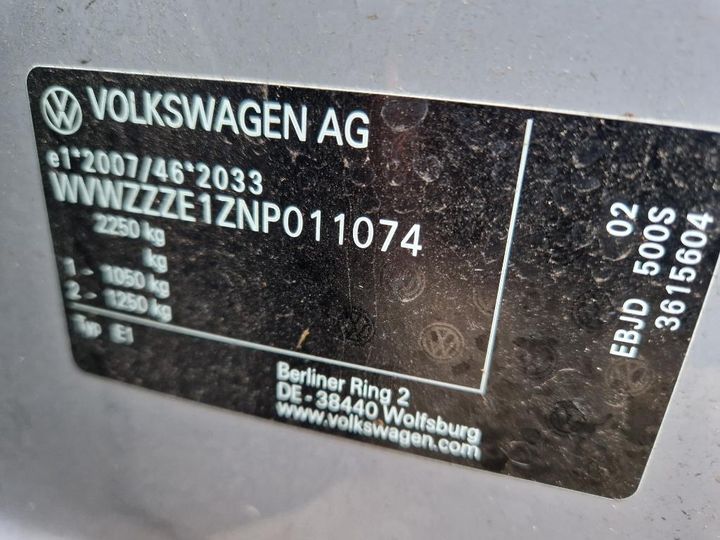 VOLKSWAGEN AG
e1*2007/46*2033
WVWZZZE1ZNP011074
2250 kg
kg
1 - 1050 kg
2 - 1250 kg
Typ E1
Berliner Ring 2
DE - 38440 Wolfsburg
www.volkswagen.com
02
EBJD 500S
3615604